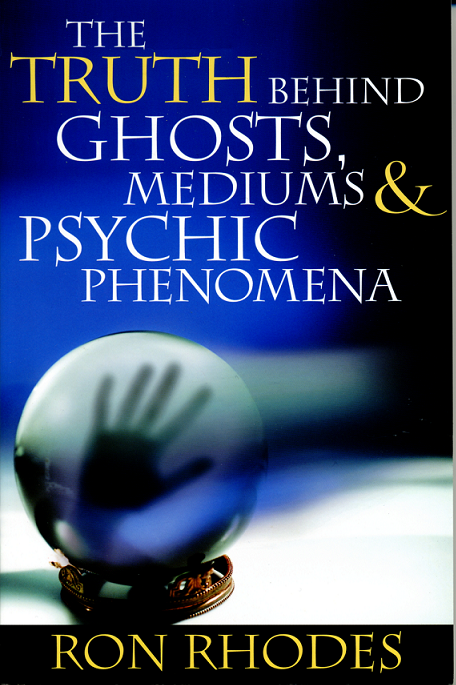 THE
TRUTH BEHIND
GHOSTS,
MEDIUMS &
PSYCHIC
PHENOMENA
RON RHODES